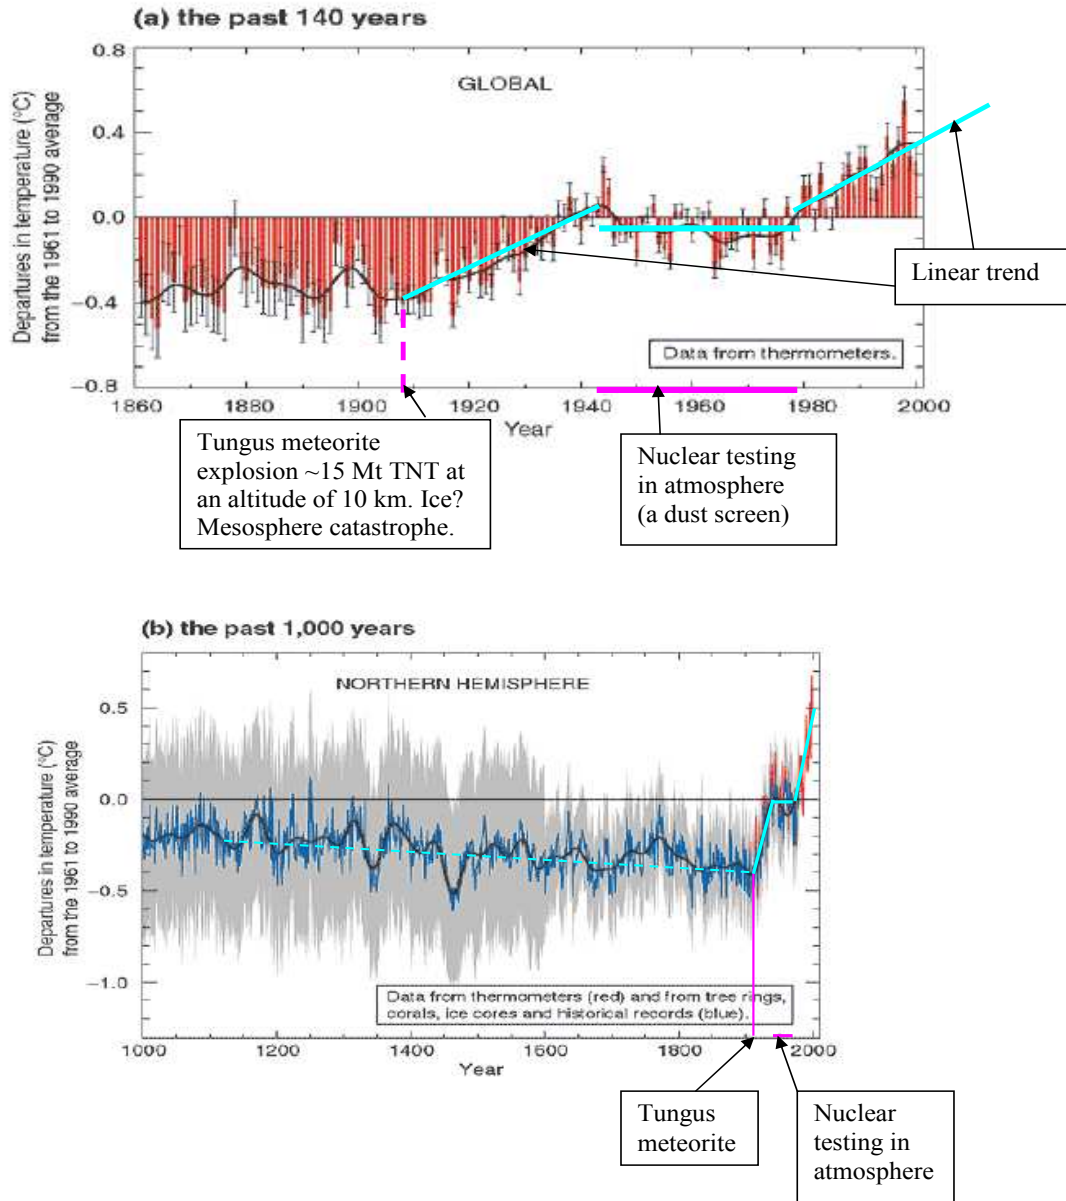 (a) the past 140 years
Departures in temperature (°C)
from the 1961 to 1990 average
0.8
0.4
0.0
−0.4
−0.8
GLOBAL
Linear trend
Data from thermometers.
1860
1880
1900
1920
1940
1960
1980
2000
Year
Tungus meteorite
explosion ~15 Mt TNT at
an altitude of 10 km. Ice?
Mesosphere catastrophe.
Nuclear testing
in atmosphere
(a dust screen)
(b) the past 1,000 years
Departures in temperature (°C)
from the 1961 to 1990 average
0.5
0.0
−0.5
−1.0
NORTHERN HEMISPHERE
Data from thermometers (red) and from tree rings,
corals, ice cores and historical records (blue).
1000
1200
1400
1600
1800
2000
Year
Tungus
meteorite
Nuclear
testing in
atmosphere